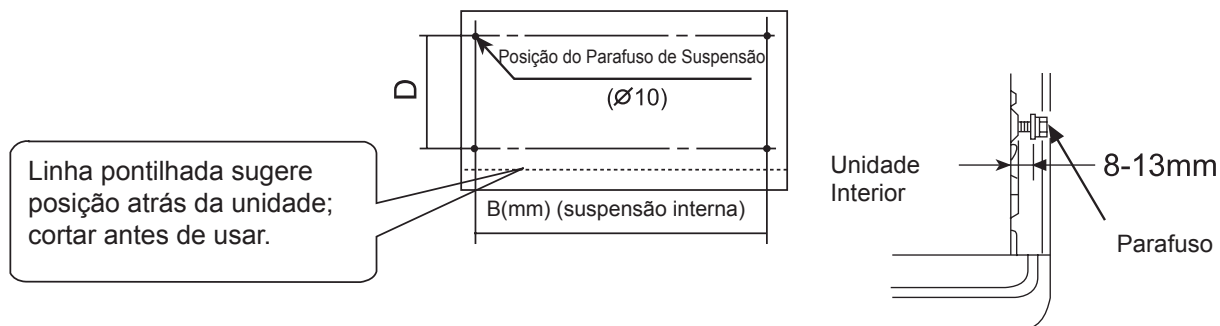 Posição do Parafuso de Suspensão
(Ø10)
D
Linha pontilhada sugere
posição atrás da unidade;
cortar antes de usar.
B(mm) (suspensão interna)
Unidade
Interior
8-13mm
Parafuso